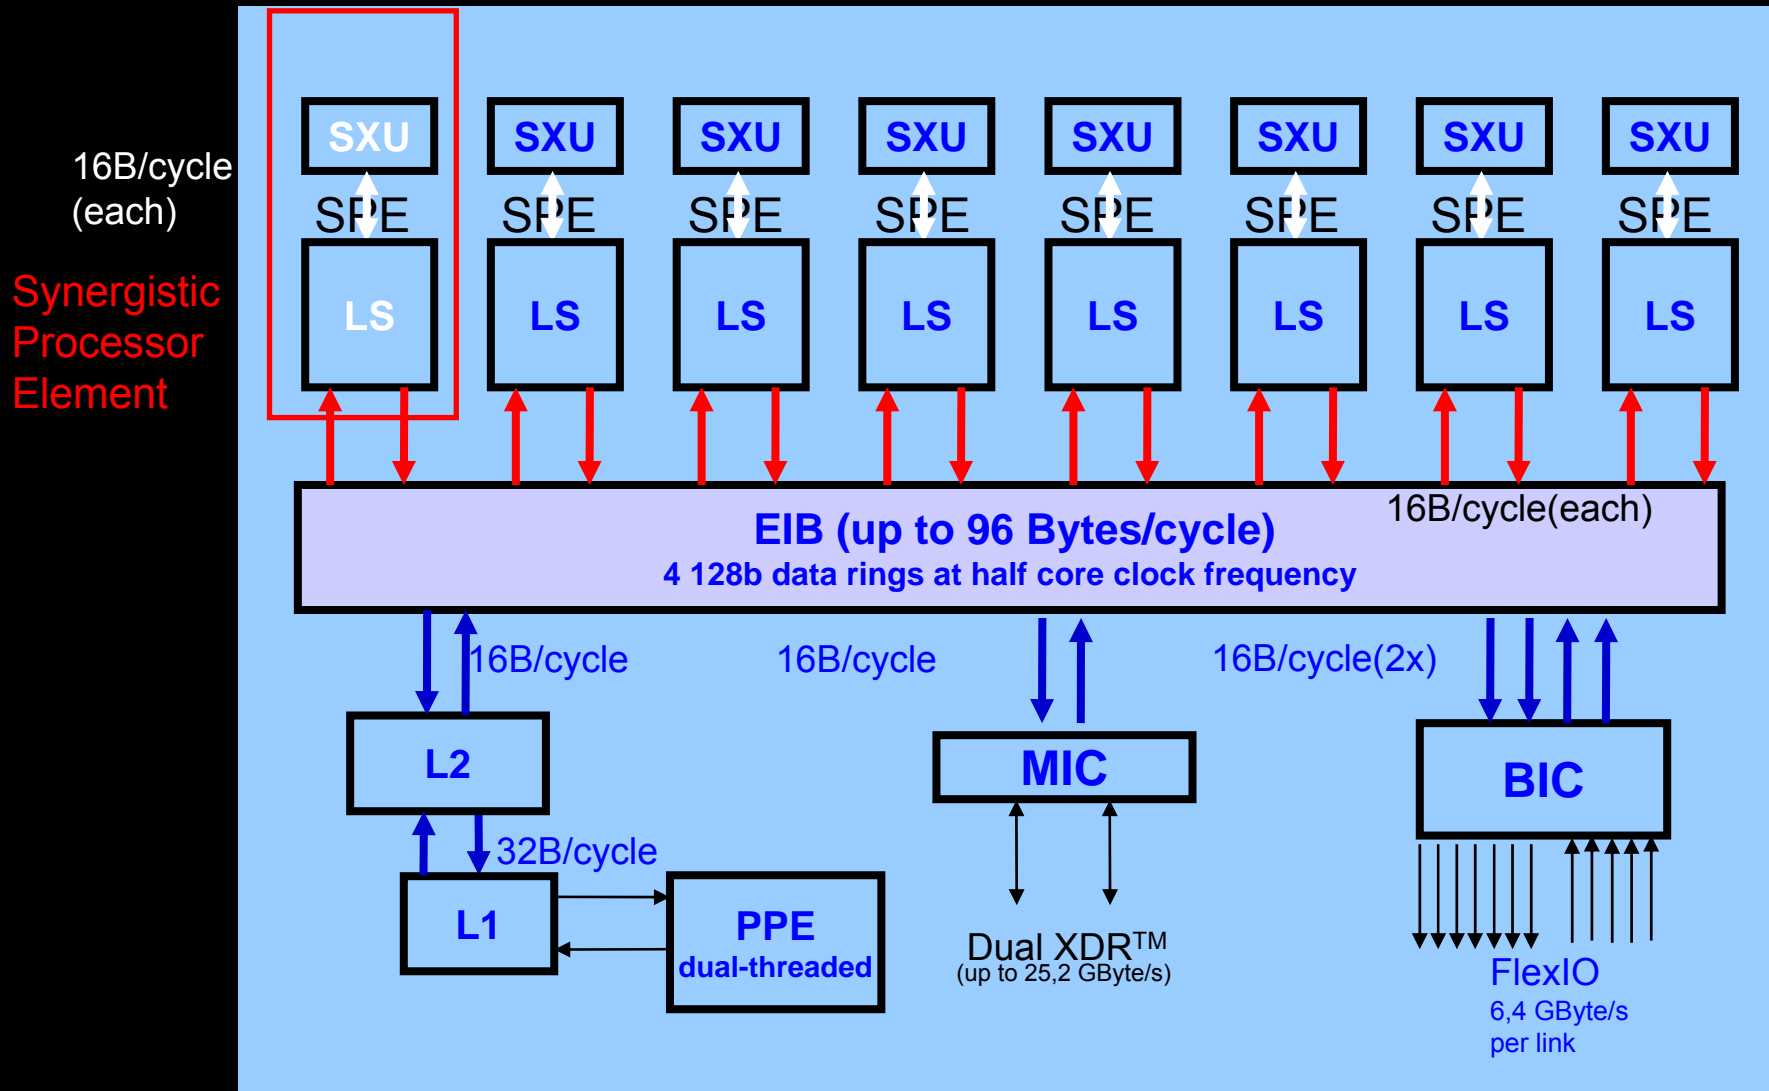 SXU SXU SXU SXU SXU SXU SXU SXU
16B/cycle
(each)
SPE SPE SPE SPE SPE SPE SPE SPE
Synergistic
Processor
Element
LS LS LS LS LS LS LS LS
16B/cycle(each)
EIB (up to 96 Bytes/cycle)
4 128b data rings at half core clock frequency
16B/cycle 16B/cycle 16B/cycle(2x)
L2 MIC BIC
32B/cycle
L1 PPE
dual-threaded
Dual XDR™
(up to 25,2 GByte/s)
FlexIO
6,4 GByte/s
per link